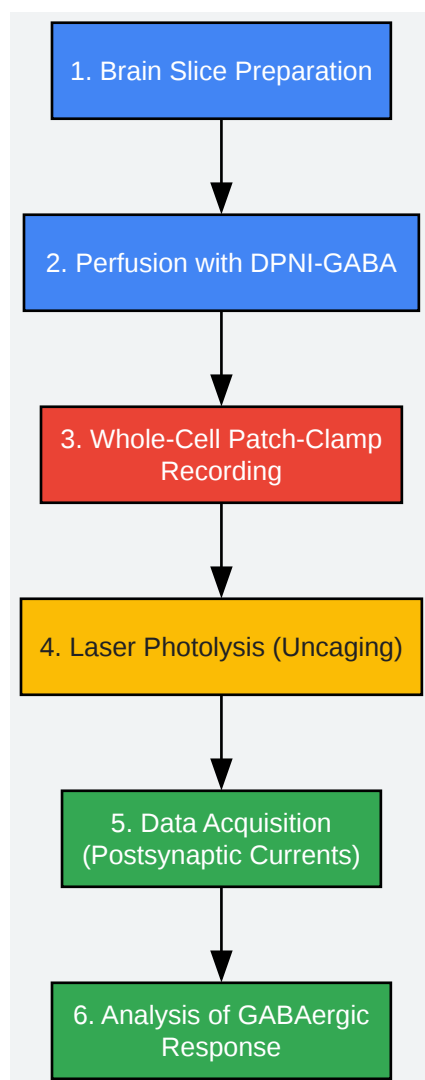 1. Brain Slice Preparation
2. Perfusion with DPNI-GABA
3. Whole-Cell Patch-Clamp
Recording
4. Laser Photolysis (Uncaging)
5. Data Acquisition
(Postsynaptic Currents)
6. Analysis of GABAergic
Response